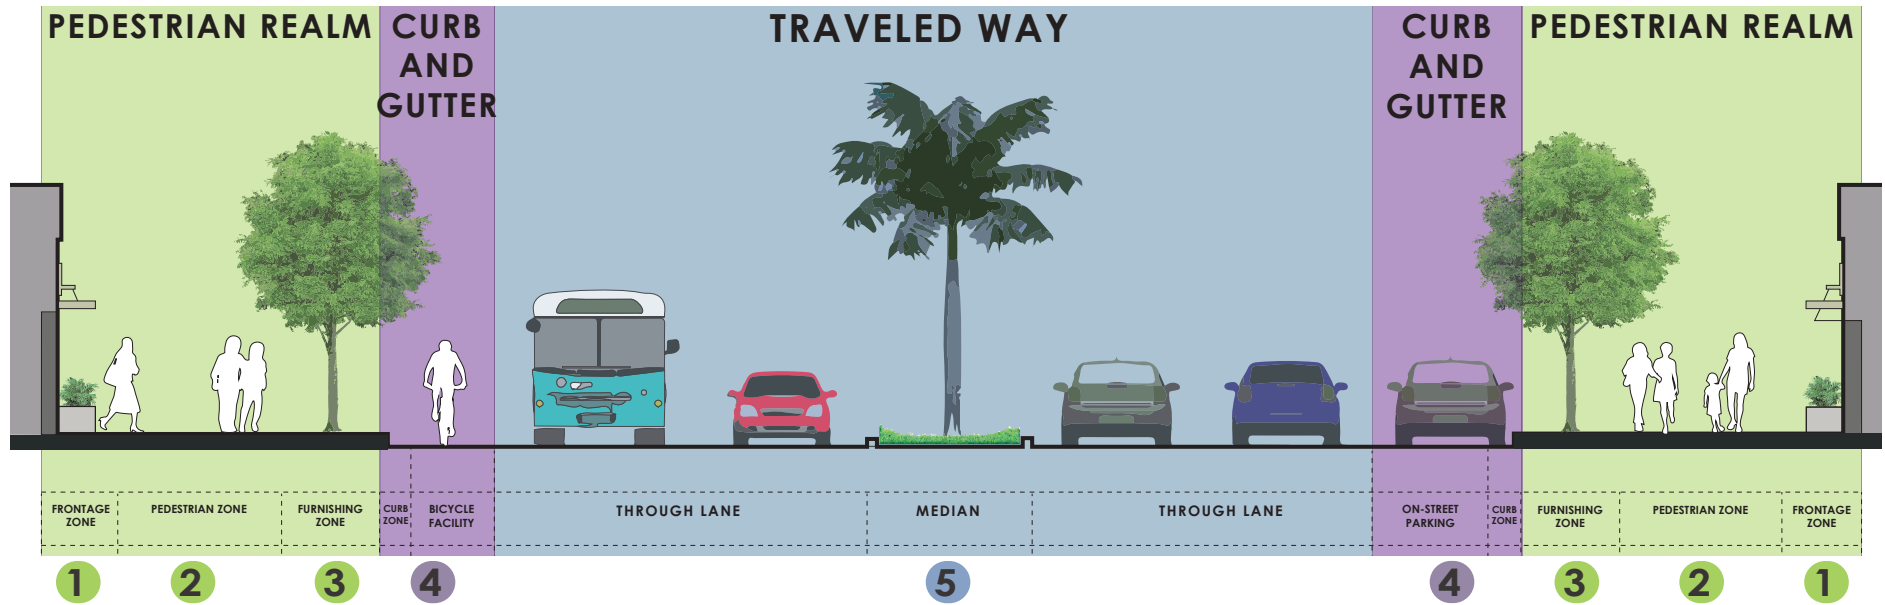 PEDESTRIAN REALM
CURB
AND
GUTTER
TRAVELED WAY
CURB
AND
GUTTER
PEDESTRIAN REALM
FRONTAGE
ZONE
PEDESTRIAN ZONE
FURNISHING
ZONE
CURB
ZONE
BICYCLE
FACILITY
THROUGH LANE
MEDIAN
THROUGH LANE
ON-STREET
PARKING
CURB
ZONE
FURNISHING
ZONE
PEDESTRIAN ZONE
FRONTAGE
ZONE
1
2
3
4
5
4
3
2
1